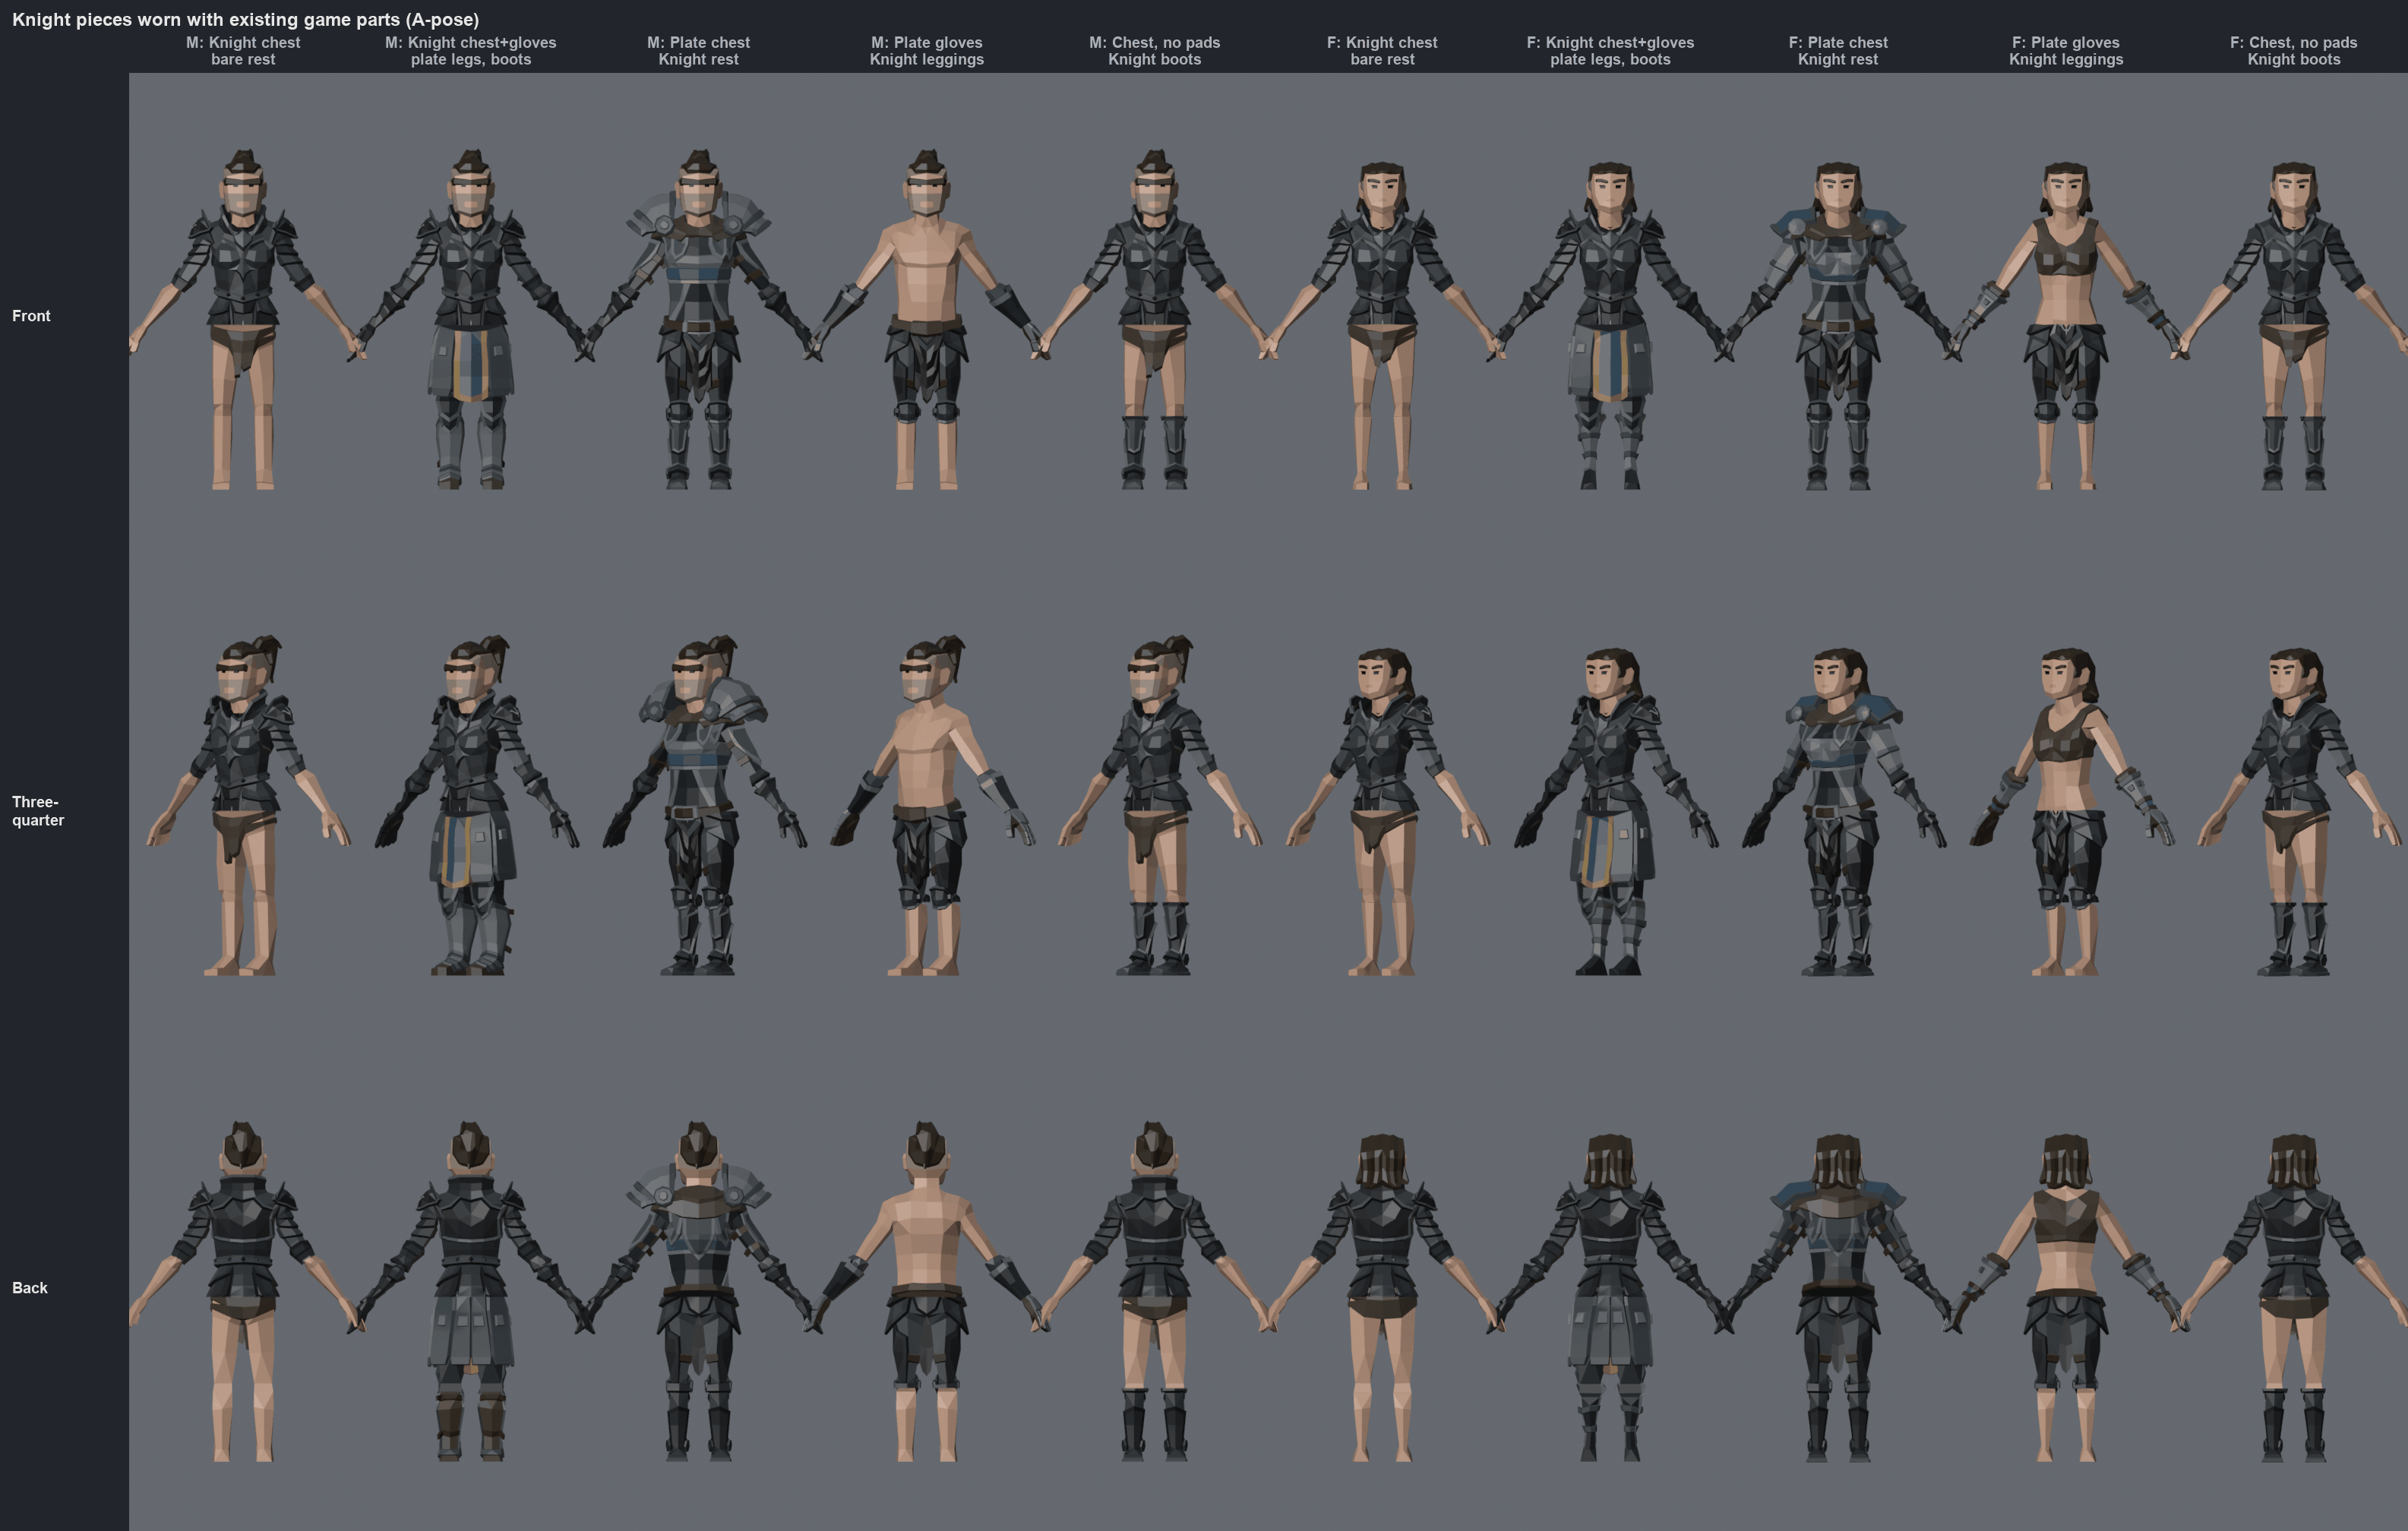 Knight pieces worn with existing game parts (A-pose)
M: Knight chest
bare rest
M: Knight chest+gloves
plate legs, boots
M: Plate chest
Knight rest
M: Plate gloves
Knight leggings
M: Chest, no pads
Knight boots
F: Knight chest
bare rest
F: Knight chest+gloves
plate legs, boots
F: Plate chest
Knight rest
F: Plate gloves
Knight leggings
F: Chest, no pads
Knight boots
Front
Three-
quarter
Back